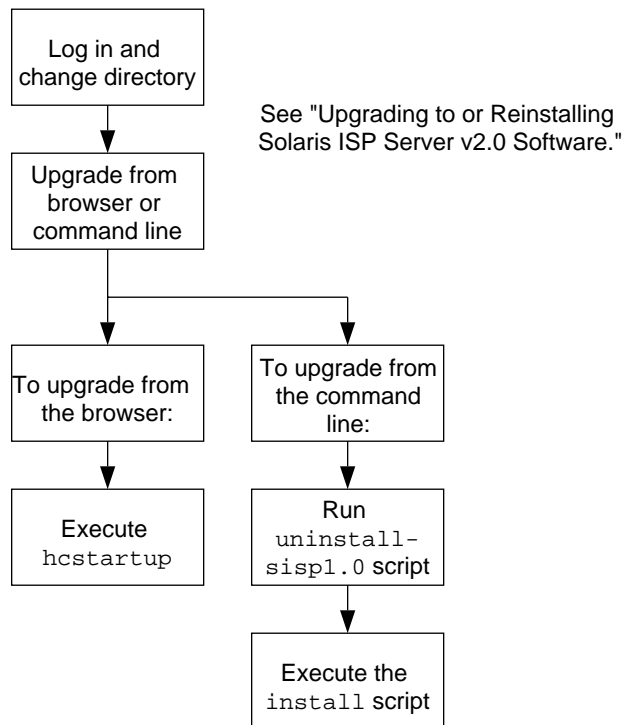 Log in and
change directory
See "Upgrading to or Reinstalling
Solaris ISP Server v2.0 Software."
Upgrade from
browser or
command line
To upgrade from
the browser:
To upgrade from
the command
line:
Execute
hcstartup
Run
uninstall-
sisp1.0 script
Execute the
install script